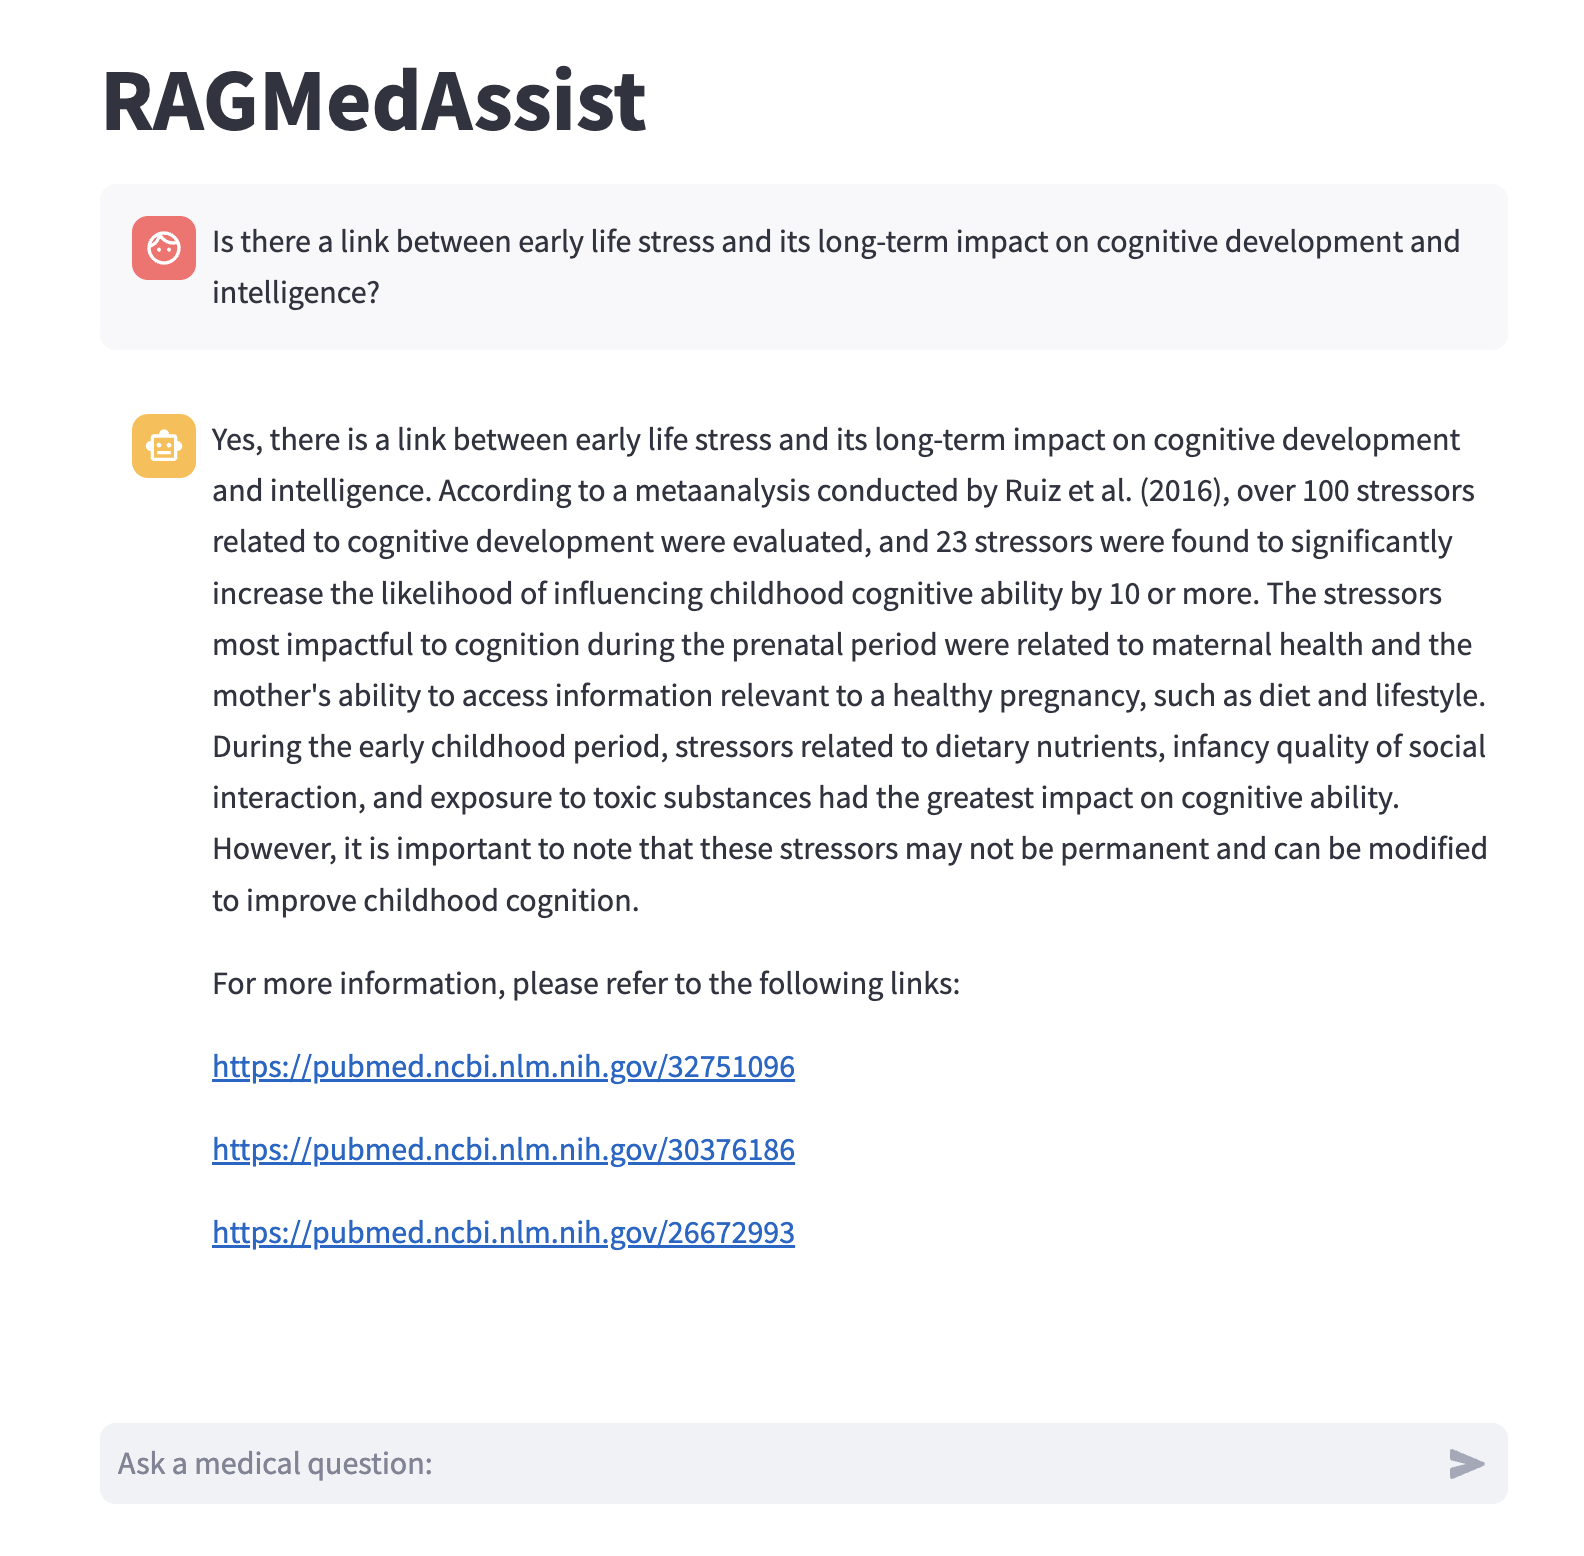 RAGMedAssist
Is there a link between early life stress and its long-term impact on cognitive development and
intelligence?
Yes, there is a link between early life stress and its long-term impact on cognitive development
and intelligence. According to a metaanalysis conducted by Ruiz et al. (2016), over 100 stressors
related to cognitive development were evaluated, and 23 stressors were found to significantly
increase the likelihood of influencing childhood cognitive ability by 10 or more. The stressors
most impactful to cognition during the prenatal period were related to maternal health and the
mother's ability to access information relevant to a healthy pregnancy, such as diet and lifestyle.
During the early childhood period, stressors related to dietary nutrients, infancy quality of social
interaction, and exposure to toxic substances had the greatest impact on cognitive ability.
However, it is important to note that these stressors may not be permanent and can be modified
to improve childhood cognition.
For more information, please refer to the following links:
https://pubmed.ncbi.nlm.nih.gov/32751096
https://pubmed.ncbi.nlm.nih.gov/30376186
https://pubmed.ncbi.nlm.nih.gov/26672993
Ask a medical question: